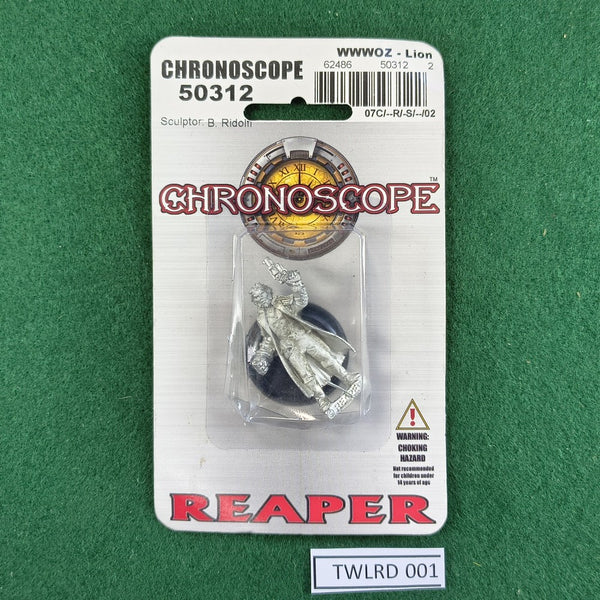 WWWOZ - Lion
CHRONOSCOPE
50312
62486 50312 2
07C/--R/-S/--/02
Sculptor: B. Ridolfi
CHRONOSCOPE™
WARNING:
CHOKING
HAZARD
Not recommended
for children under
14 years of age
REAPER
TWLRD 001